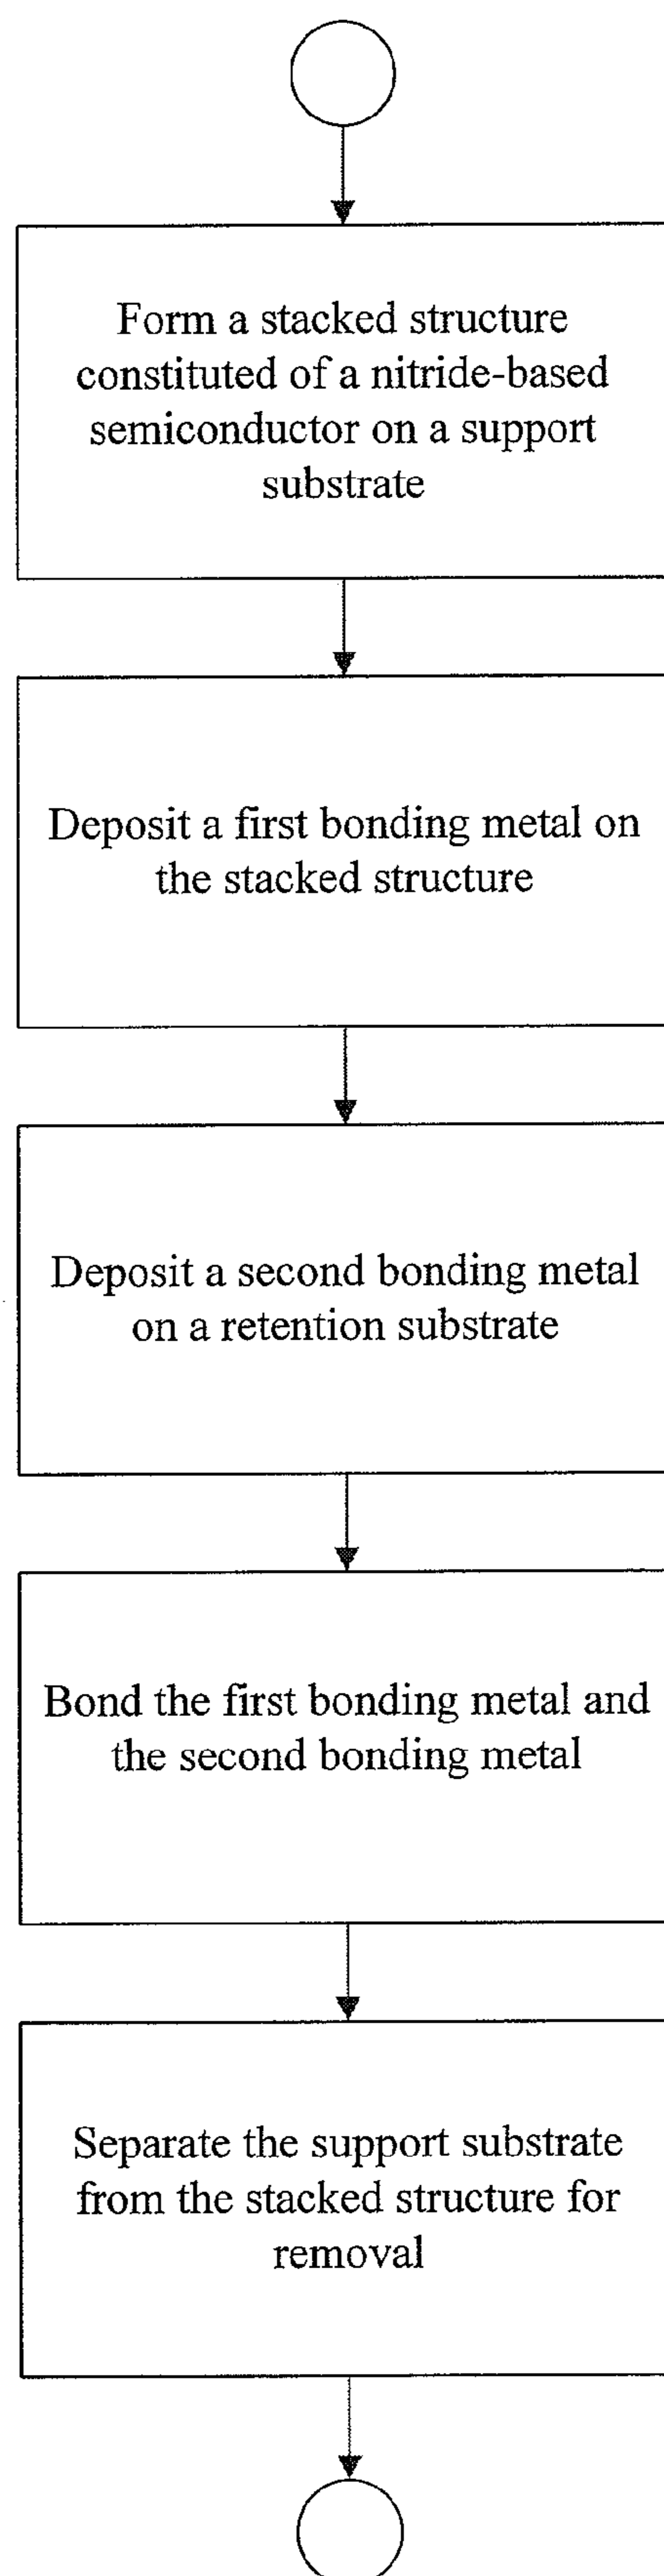 Form a stacked structure
constituted of a nitride-based
semiconductor on a support
substrate
Deposit a first bonding metal on
the stacked structure
Deposit a second bonding metal
on a retention substrate
Bond the first bonding metal and
the second bonding metal
Separate the support substrate
from the stacked structure for
removal